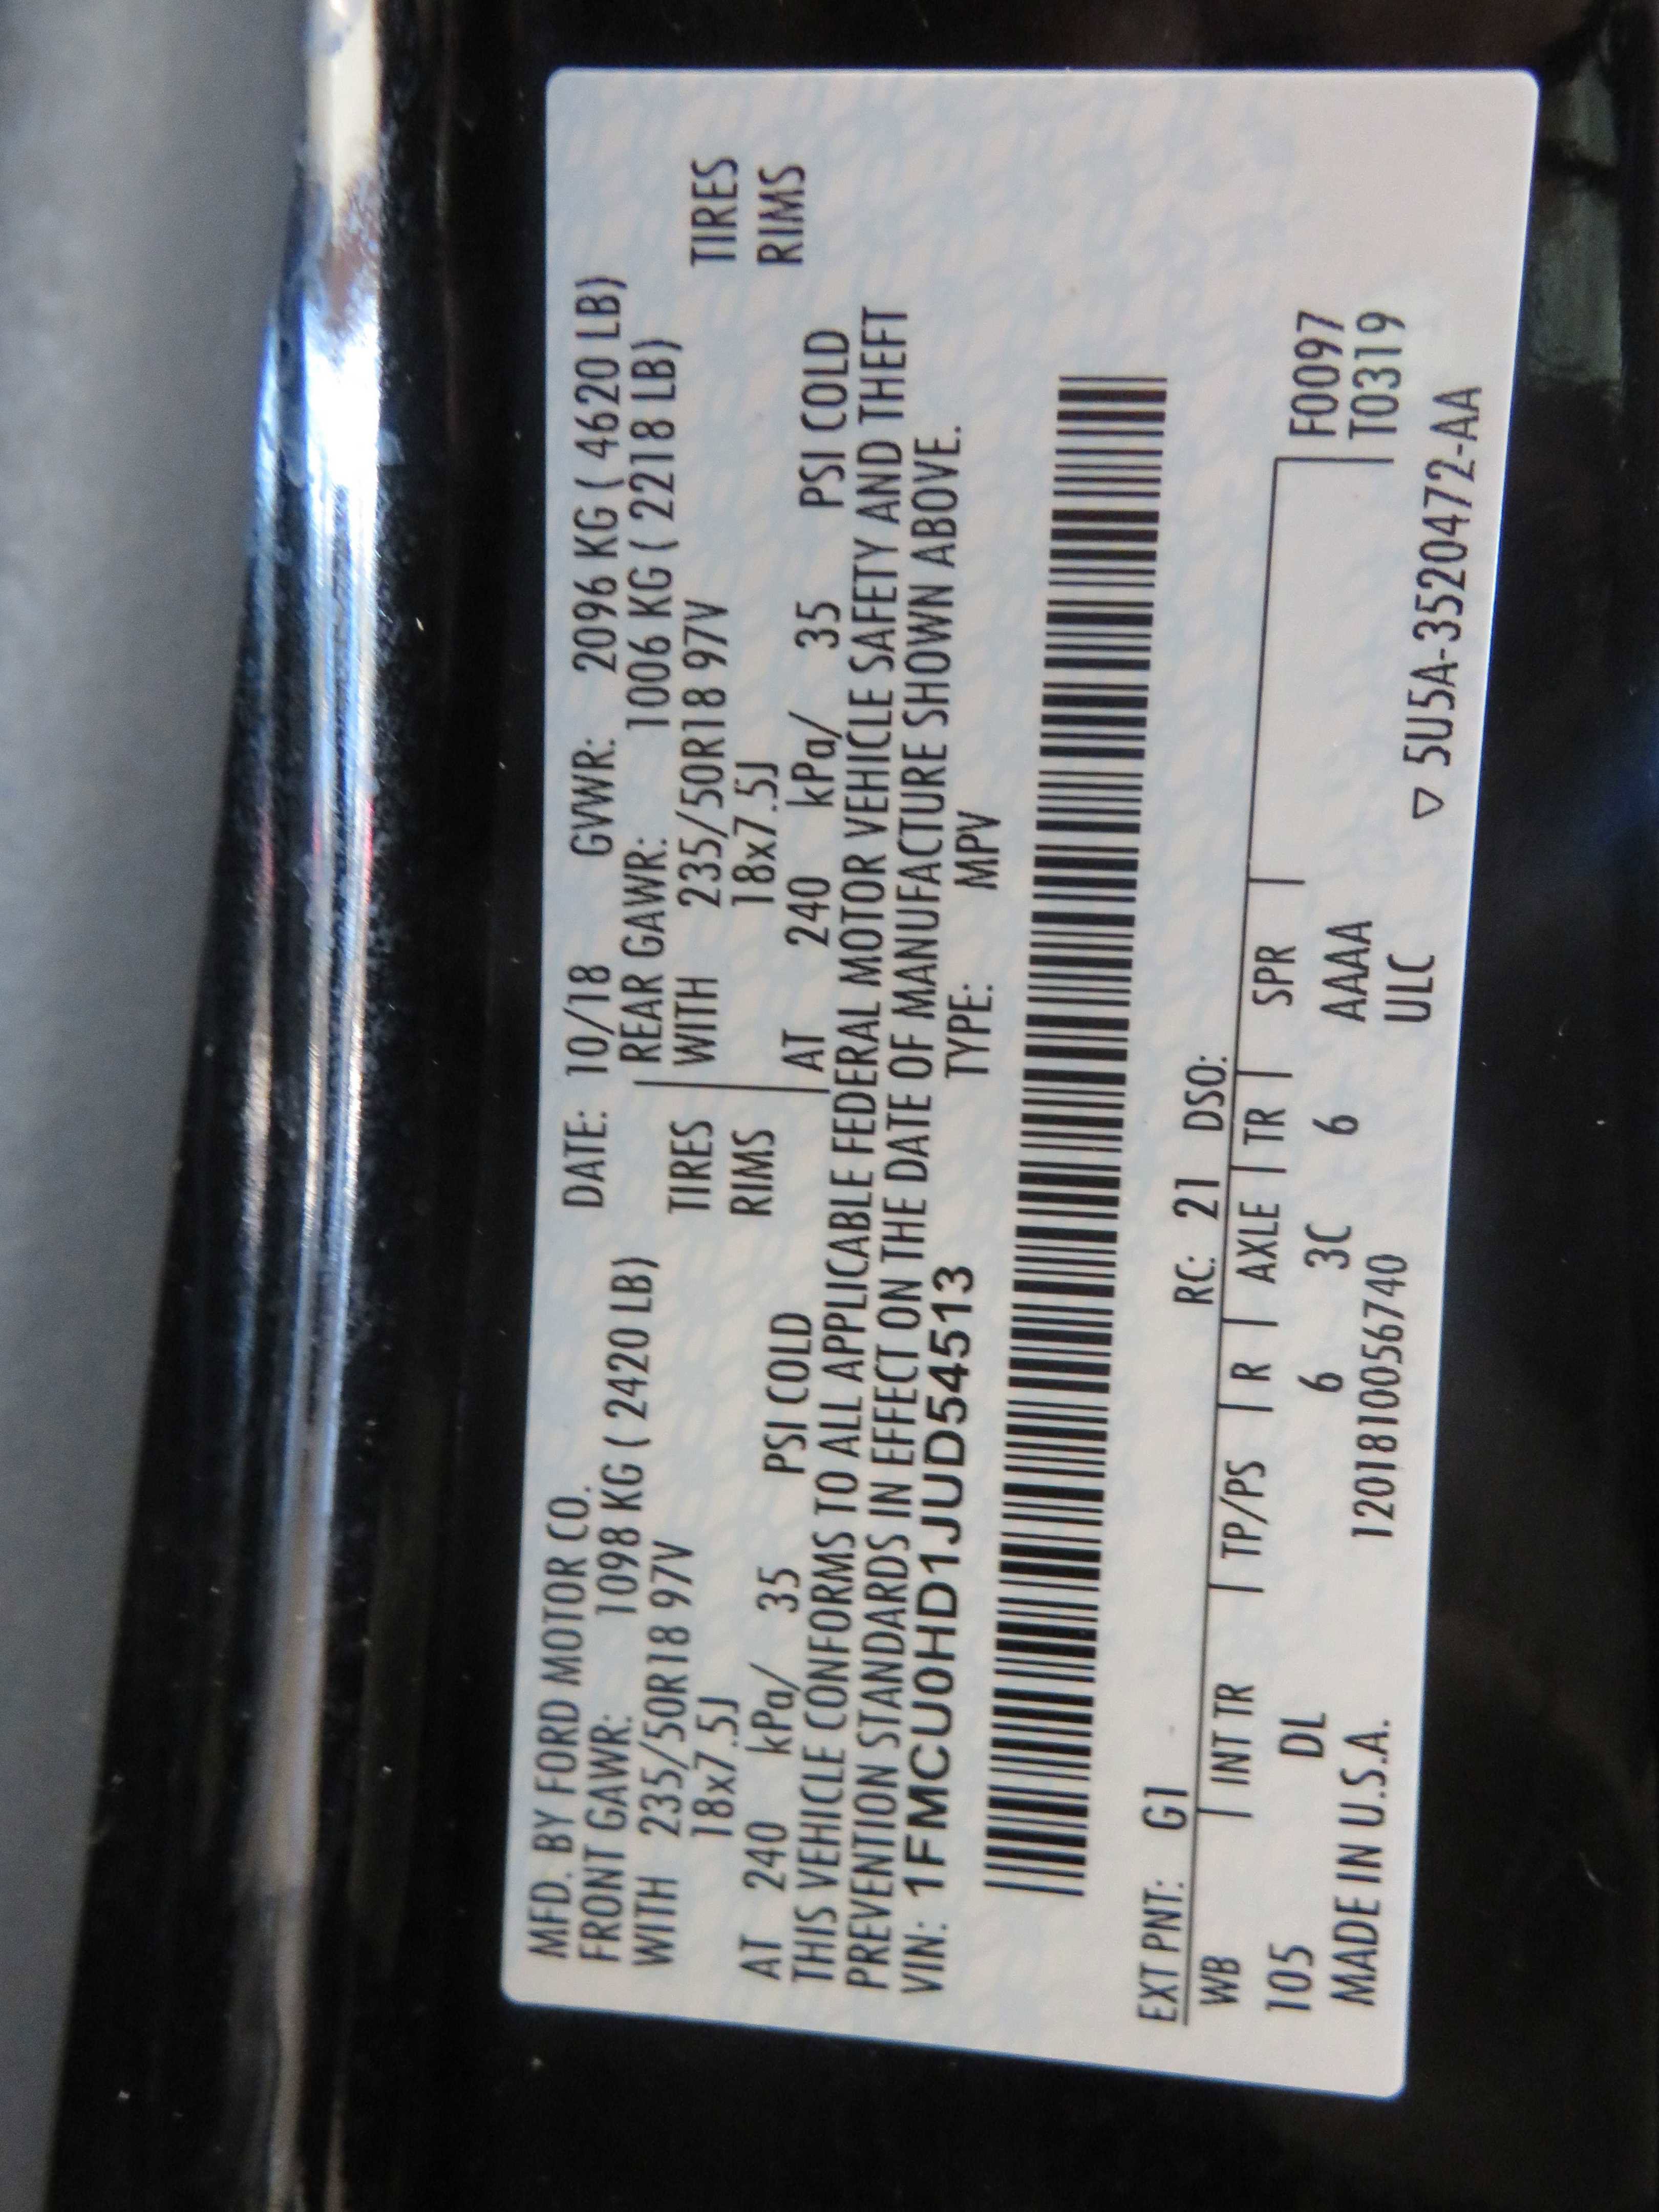 MFD. BY FORD MOTOR CO. DATE: 10/18 GVWR: 2096 KG ( 4620 LB)
FRONT GAWR: 1098 KG ( 2420 LB) REAR GAWR: 1006 KG ( 2218 LB)
WITH 235/50R18 97V TIRES WITH 235/50R18 97V TIRES
18x7.5J RIMS 18x7.5J RIMS
AT 240 kPa/ 35 PSI COLD AT 240 kPa/ 35 PSI COLD
THIS VEHICLE CONFORMS TO ALL APPLICABLE FEDERAL MOTOR VEHICLE SAFETY AND THEFT
PREVENTION STANDARDS IN EFFECT ON THE DATE OF MANUFACTURE SHOWN ABOVE.
VIN: 1FMCU0HD1JUD54513 TYPE: MPV
EXT PNT: G1 RC: 21 DSO:
WB INT TR TP/PS R AXLE TR SPR F0097
105 DL 6 3C 6 AAAA T0319
MADE IN U.S.A. 1201810056740 ULC
▽ 5U5A-3520472-AA